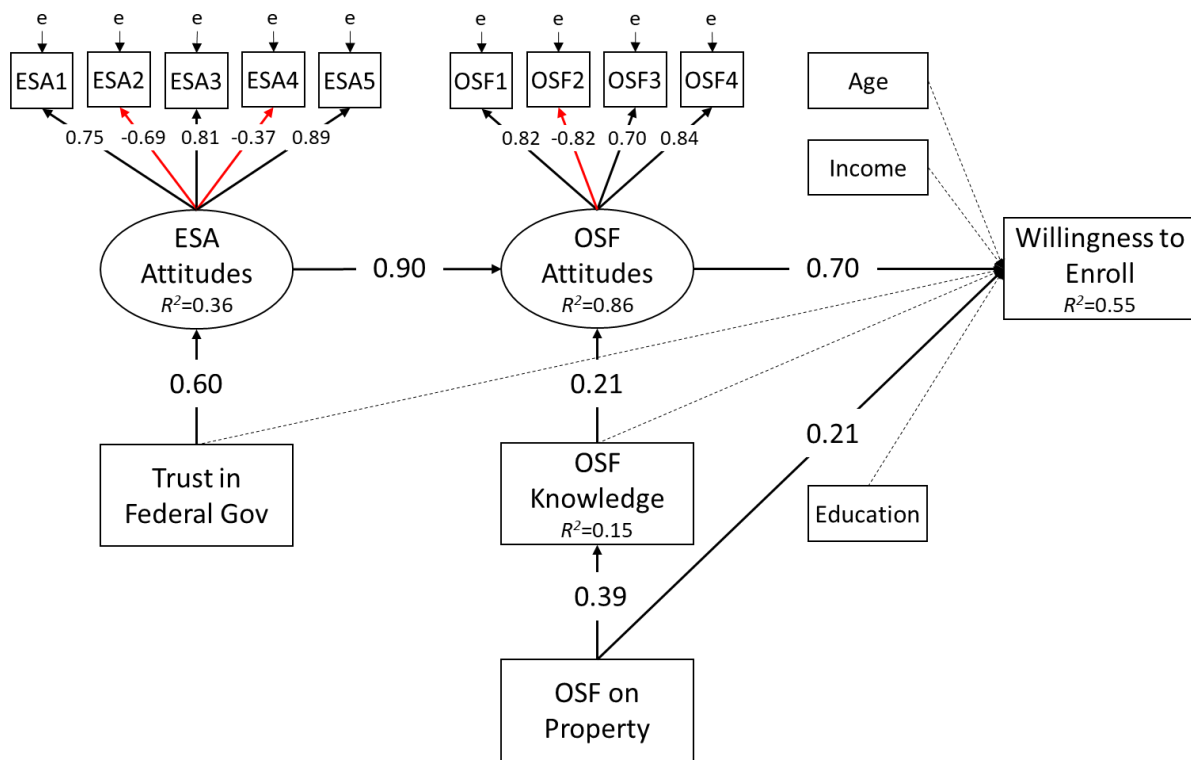 e e e e e e e e e
ESA1 ESA2 ESA3 ESA4 ESA5 OSF1 OSF2 OSF3 OSF4
Age
0.75 -0.69 0.81 -0.37 0.89 0.82 -0.82 0.70 0.84
Income
ESA
Attitudes
R²=0.36
0.90
OSF
Attitudes
R²=0.86
0.70
Willingness to
Enroll
R²=0.55
0.60
0.21
0.21
Trust in
Federal Gov
OSF
Knowledge
R²=0.15
Education
0.39
OSF on
Property